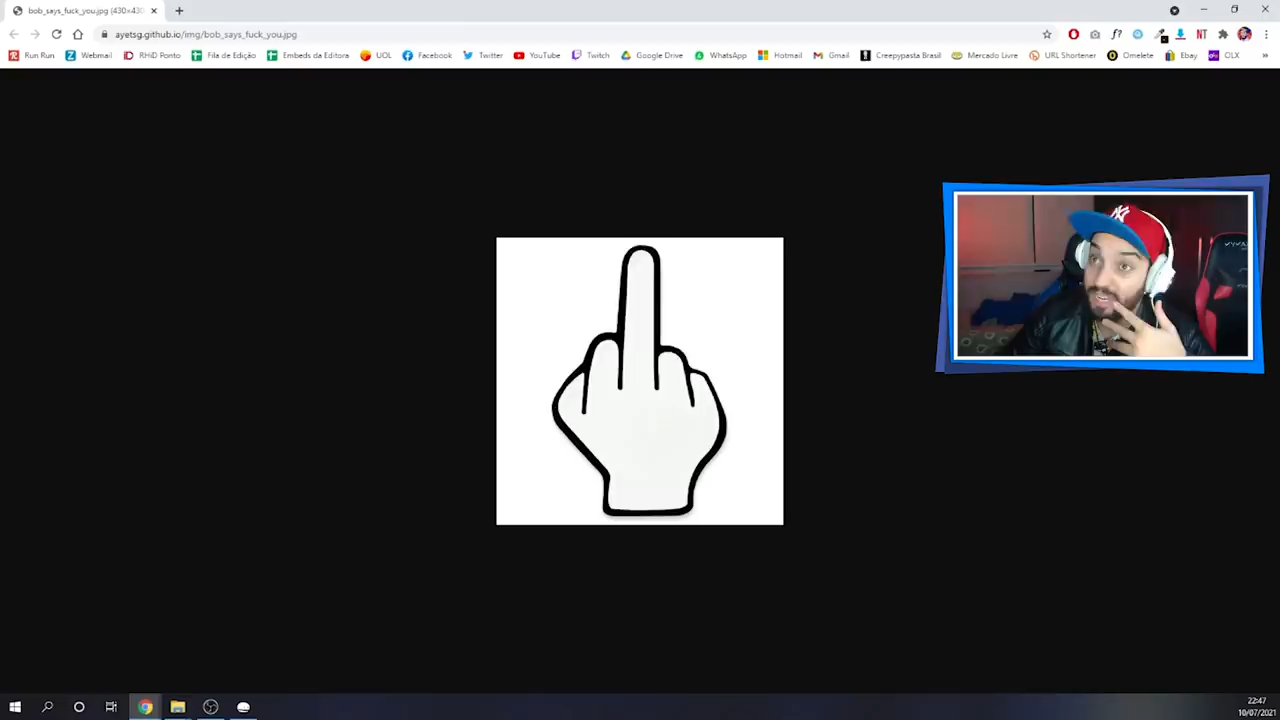 bob_says_fuck_you.jpg (430×430
ayetsg.github.io/img/bob_says_fuck_you.jpg
Run Run Webmail RHiD Ponto Fila de Edição Embeds da Editora UOL Facebook Twitter YouTube Twitch Google Drive WhatsApp Hotmail Gmail Creepypasta Brasil Mercado Livre URL Shortener Omelete Ebay OLX »
22:47
10/07/2021